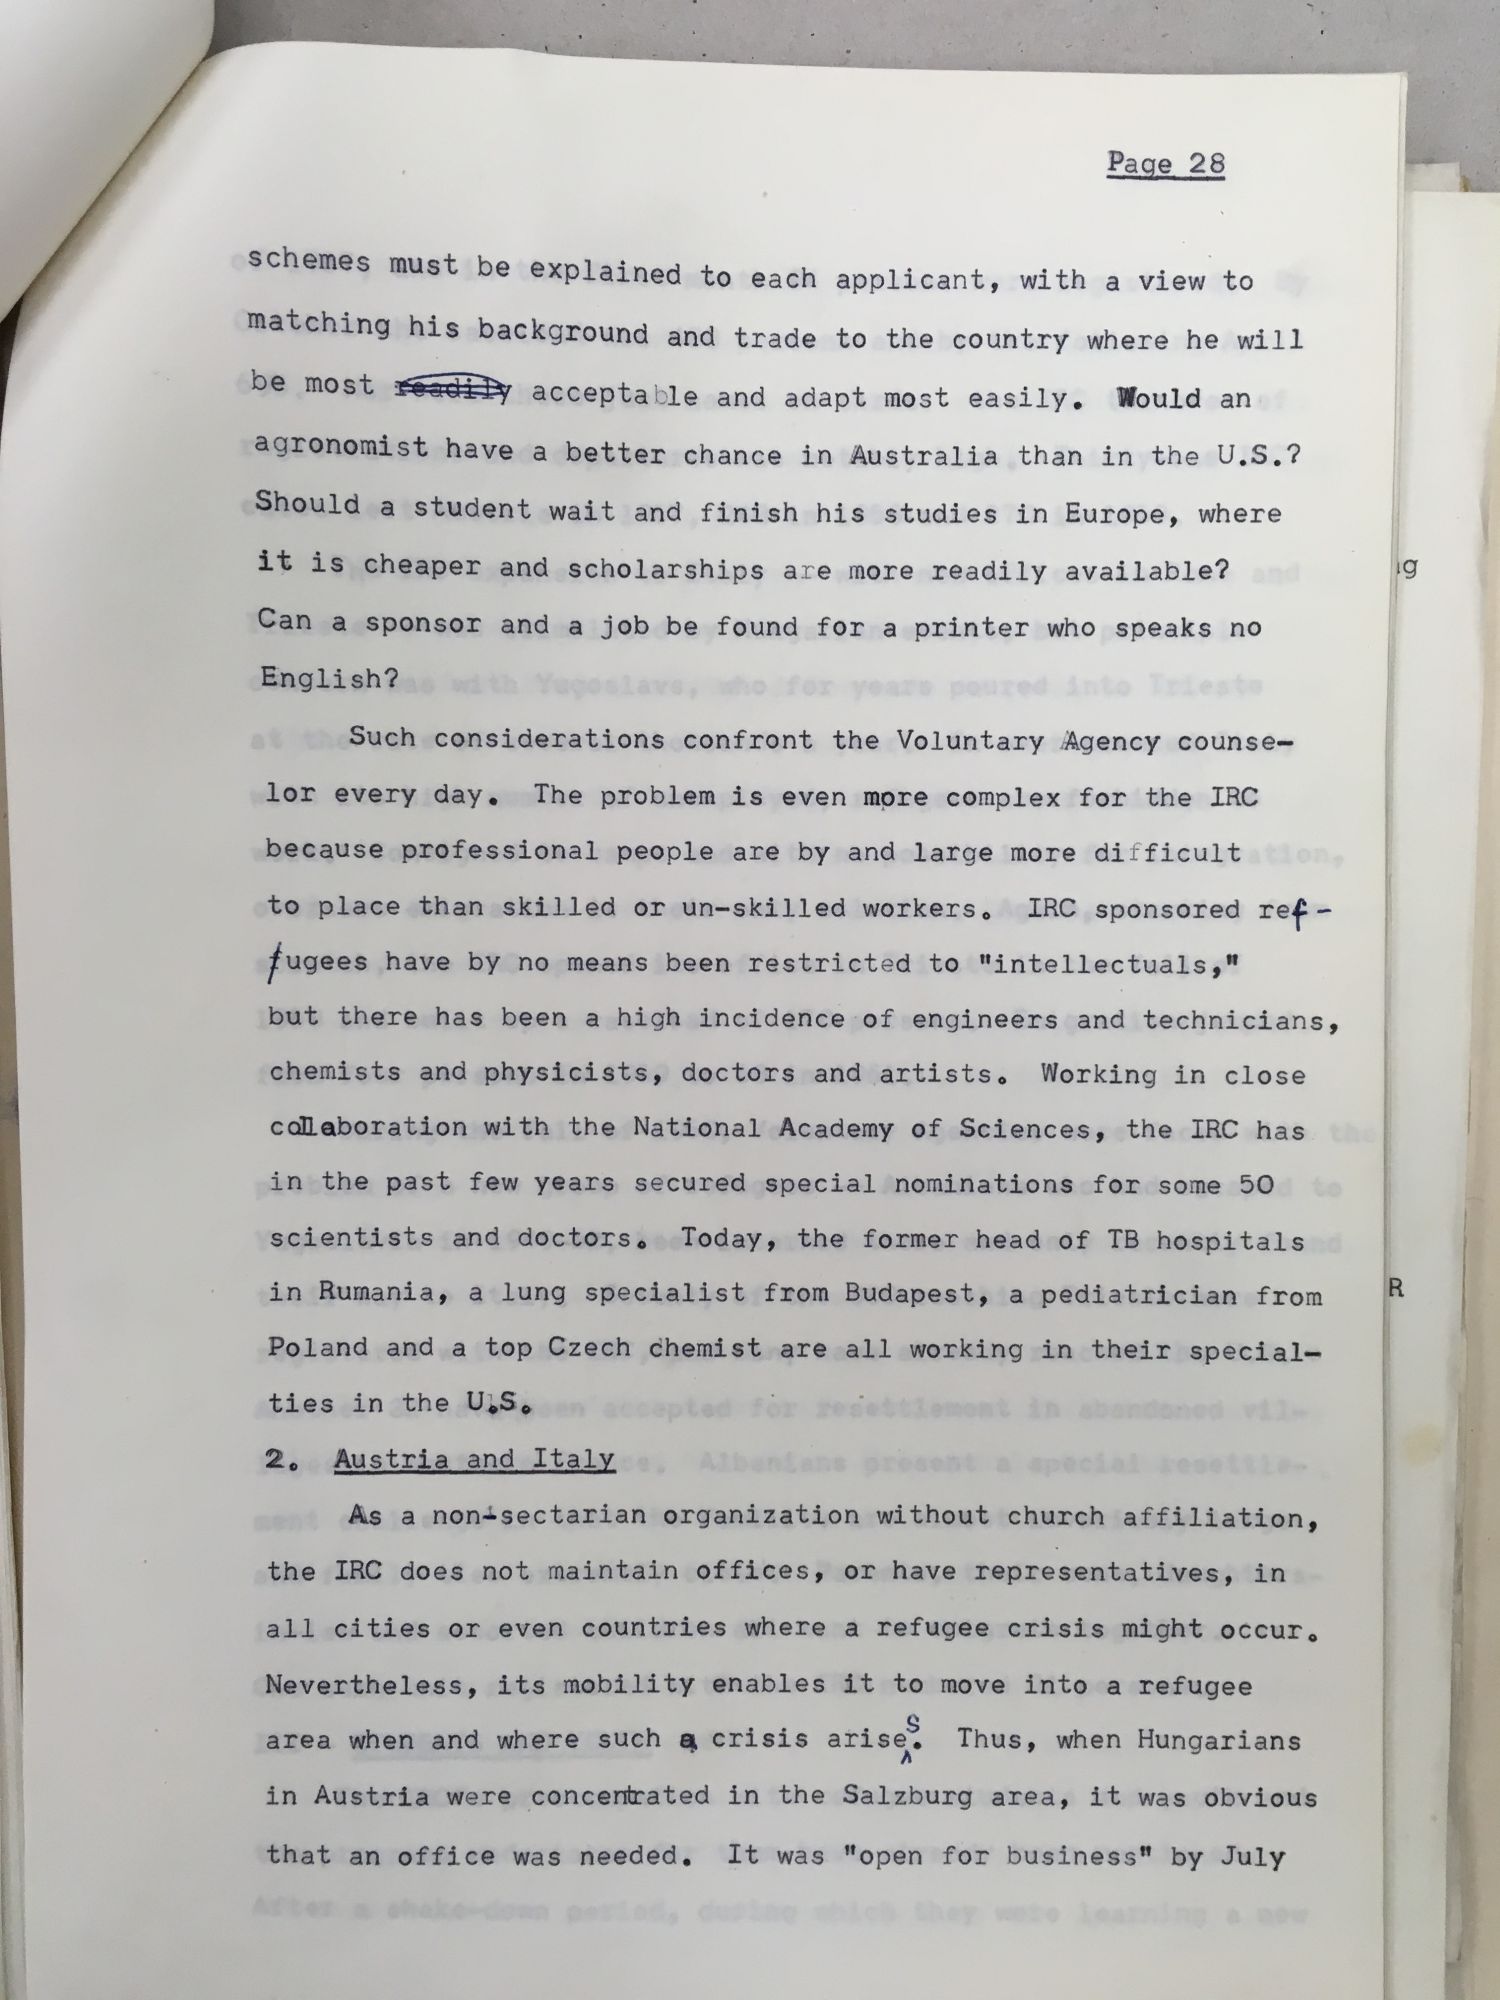 Page 28
schemes must be explained to each applicant, with a view to
matching his background and trade to the country where he will
be most readily acceptable and adapt most easily. Would an
agronomist have a better chance in Australia than in the U.S.?
Should a student wait and finish his studies in Europe, where
it is cheaper and scholarships are more readily available?
Can a sponsor and a job be found for a printer who speaks no
English?
Such considerations confront the Voluntary Agency counse-
lor every day. The problem is even more complex for the IRC
because professional people are by and large more difficult
to place than skilled or un-skilled workers. IRC sponsored ref-
fugees have by no means been restricted to "intellectuals,"
but there has been a high incidence of engineers and technicians,
chemists and physicists, doctors and artists. Working in close
collaboration with the National Academy of Sciences, the IRC has
in the past few years secured special nominations for some 50
scientists and doctors. Today, the former head of TB hospitals
in Rumania, a lung specialist from Budapest, a pediatrician from
Poland and a top Czech chemist are all working in their special-
ties in the U.S.
2. Austria and Italy
As a non-sectarian organization without church affiliation,
the IRC does not maintain offices, or have representatives, in
all cities or even countries where a refugee crisis might occur.
Nevertheless, its mobility enables it to move into a refugee
area when and where such a crisis arises. Thus, when Hungarians
in Austria were concentrated in the Salzburg area, it was obvious
that an office was needed. It was "open for business" by July